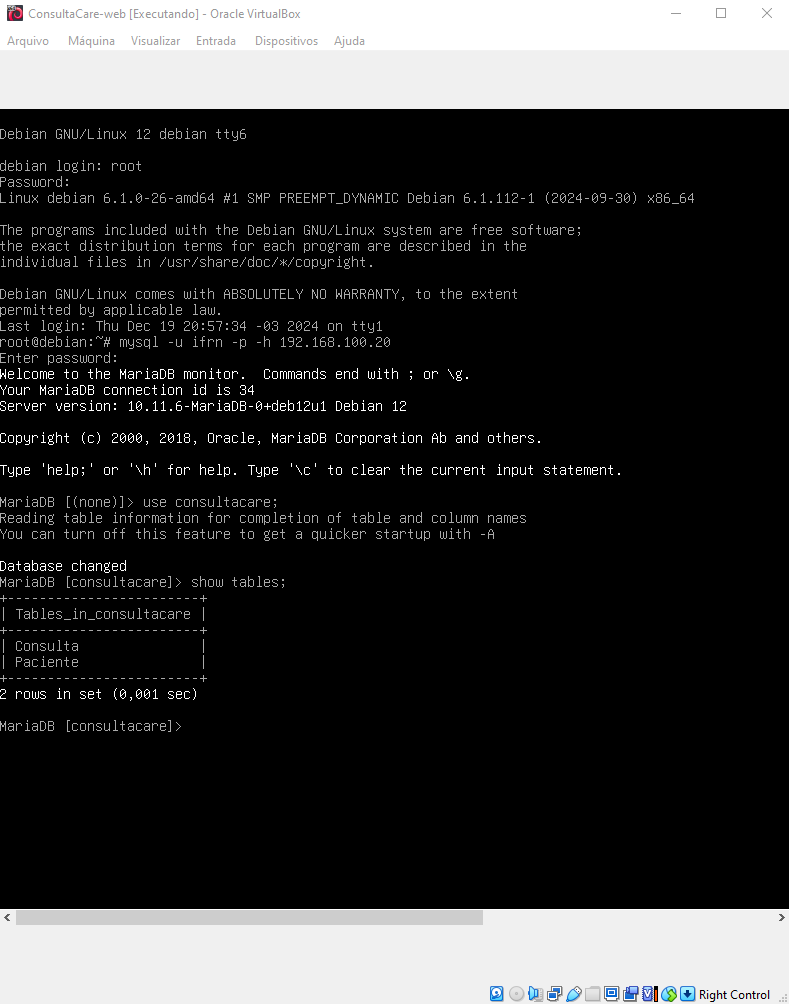 ConsultaCare-web [Executando] - Oracle VirtualBox
Arquivo Máquina Visualizar Entrada Dispositivos Ajuda
Debian GNU/Linux 12 debian tty6
debian login: root
Password:
Linux debian 6.1.0-26-amd64 #1 SMP PREEMPT_DYNAMIC Debian 6.1.112-1 (2024-09-30) x86_64
The programs included with the Debian GNU/Linux system are free software;
the exact distribution terms for each program are described in the
individual files in /usr/share/doc/*/copyright.
Debian GNU/Linux comes with ABSOLUTELY NO WARRANTY, to the extent
permitted by applicable law.
Last login: Thu Dec 19 20:57:34 -03 2024 on tty1
root@debian:~# mysql -u ifrn -p -h 192.168.100.20
Enter password:
Welcome to the MariaDB monitor.  Commands end with ; or \g.
Your MariaDB connection id is 34
Server version: 10.11.6-MariaDB-0+deb12u1 Debian 12
Copyright (c) 2000, 2018, Oracle, MariaDB Corporation Ab and others.
Type 'help;' or '\h' for help. Type '\c' to clear the current input statement.
MariaDB [(none)]> use consultacare;
Reading table information for completion of table and column names
You can turn off this feature to get a quicker startup with -A
Database changed
MariaDB [consultacare]> show tables;
+------------------------+
| Tables_in_consultacare |
+------------------------+
| Consulta               |
| Paciente               |
+------------------------+
2 rows in set (0,001 sec)
MariaDB [consultacare]>
Right Control